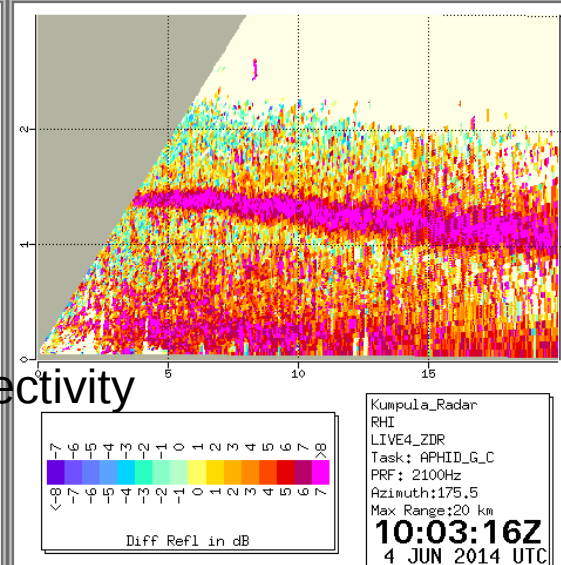 2
1
0
0 5 10 15
ectivity
-7 -6 -5 -4 -3 -2 -1 0 1 2 3 4 5 6 7 >8
<-8 -7 -6 -5 -4 -3 -2 -1 0 1 2 3 4 5 6 7
Diff Refl in dB
Kumpula_Radar
RHI
LIVE4_ZDR
Task: APHID_G_C
PRF: 2100Hz
Azimuth:175.5
Max Range:20 km
10:03:16Z
4 JUN 2014 UTC